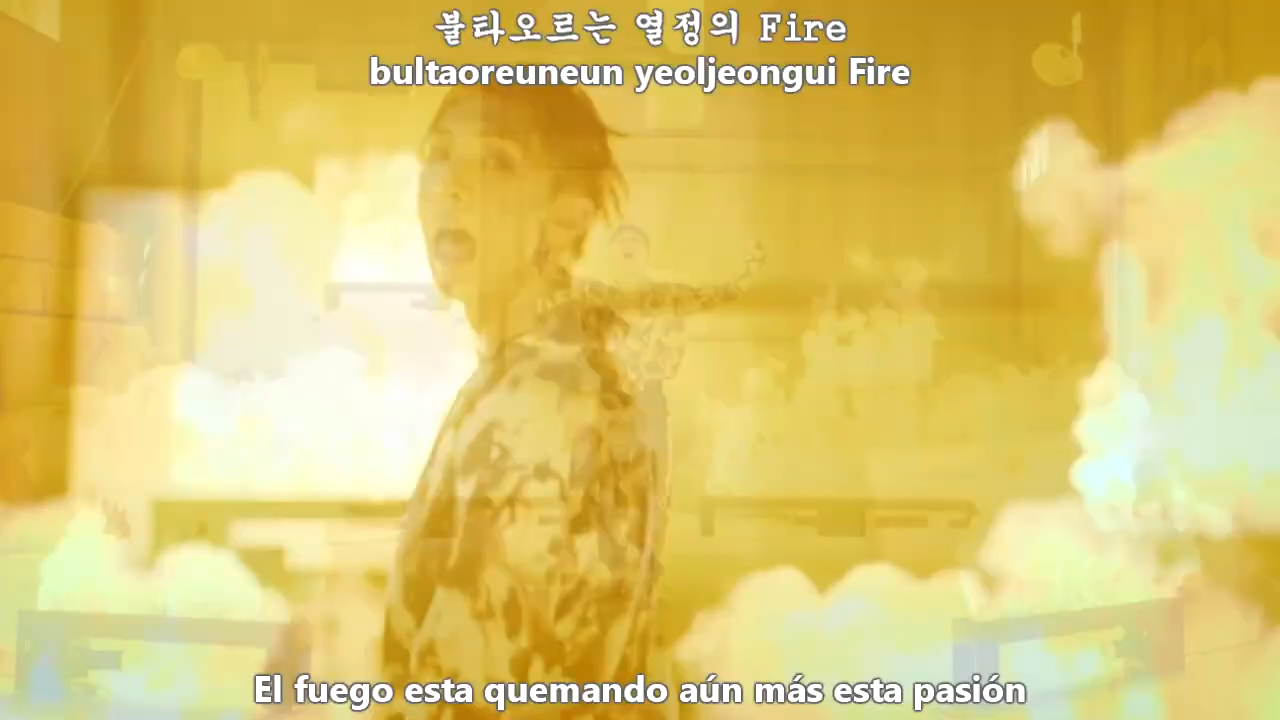 불타오르는 열정의 Fire
bultaoreuneun yeoljeongui Fire
El fuego esta quemando aún más esta pasión